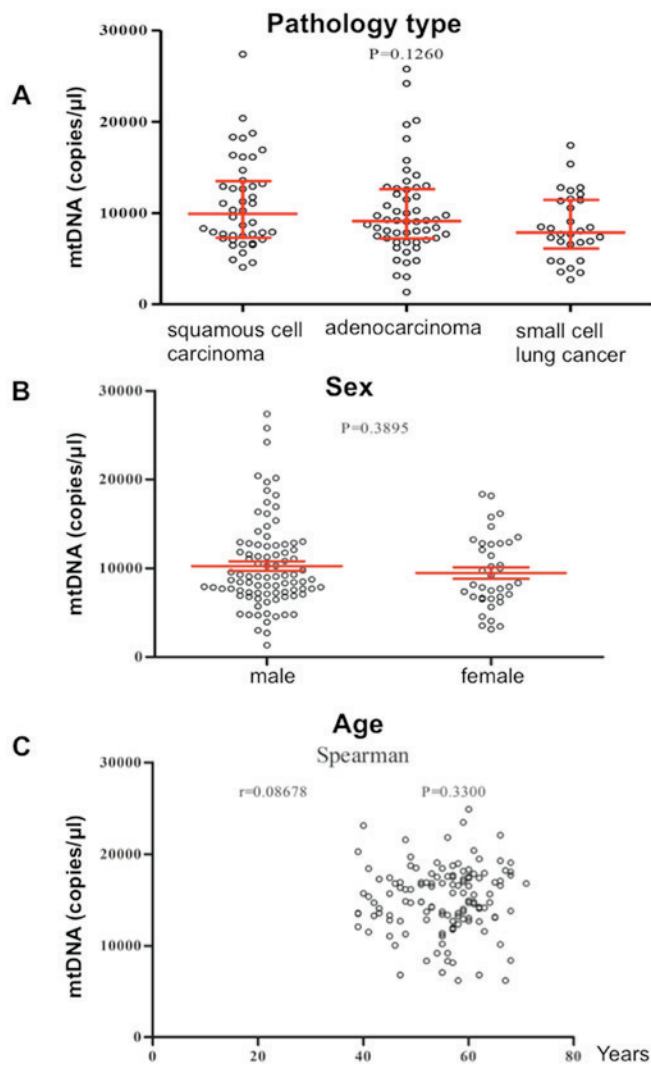 Pathology type
P=0.1260
A
mtDNA (copies/µl)
30000
20000
10000
0
squamous cell
carcinoma
adenocarcinoma
small cell
lung cancer
B
Sex
P=0.3895
mtDNA (copies/µl)
30000
20000
10000
0
male
female
C
Age
Spearman
r=0.08678
P=0.3300
mtDNA (copies/µl)
30000
20000
10000
0
0
20
40
60
80
Years